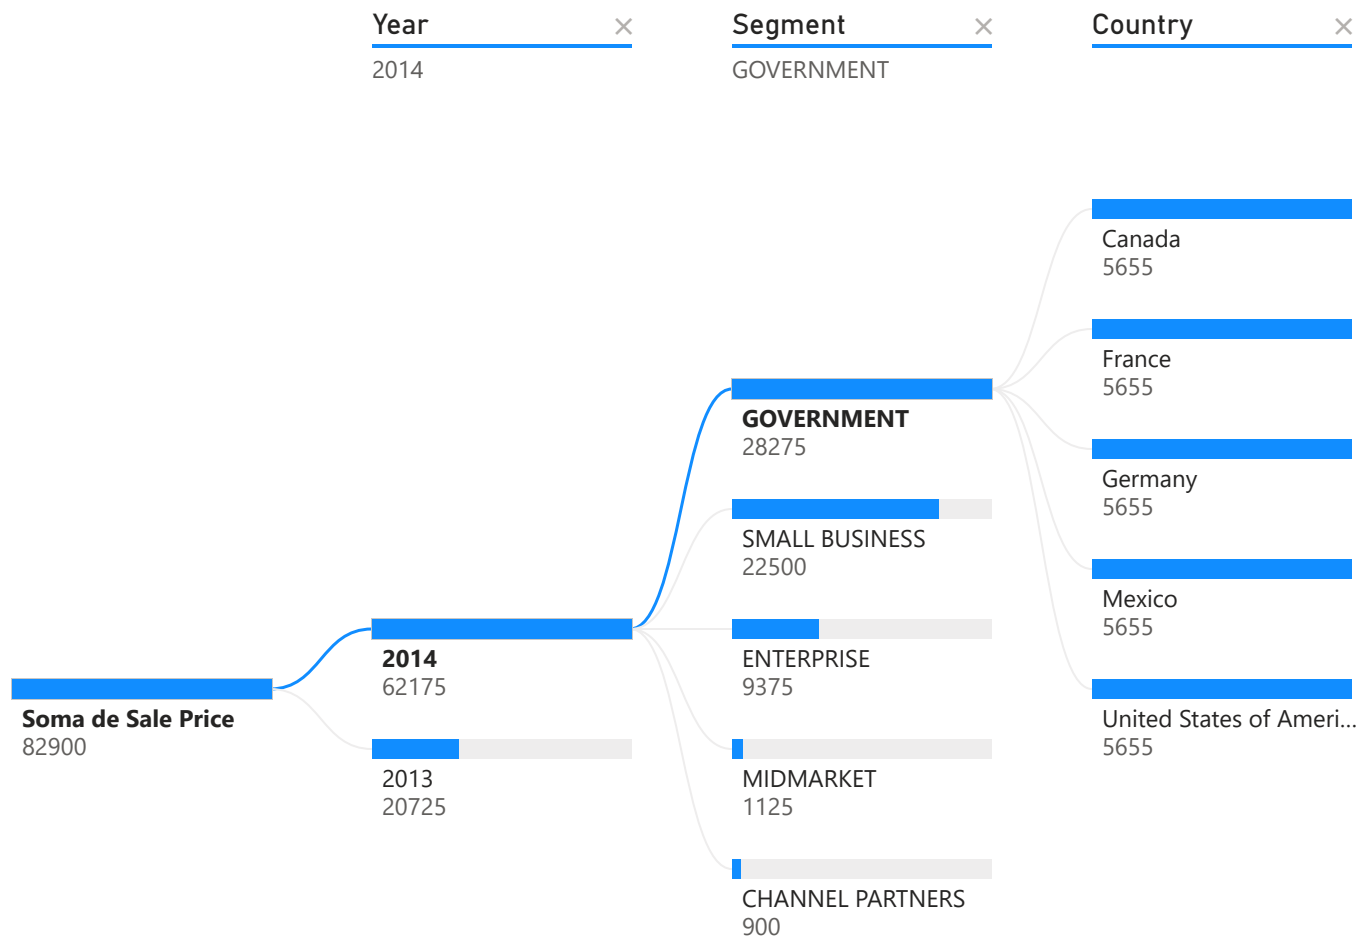 Year
2014
Segment
GOVERNMENT
Country
Soma de Sale Price
82900
2014
62175
2013
20725
GOVERNMENT
28275
SMALL BUSINESS
22500
ENTERPRISE
9375
MIDMARKET
1125
CHANNEL PARTNERS
900
Canada
5655
France
5655
Germany
5655
Mexico
5655
United States of Ameri...
5655